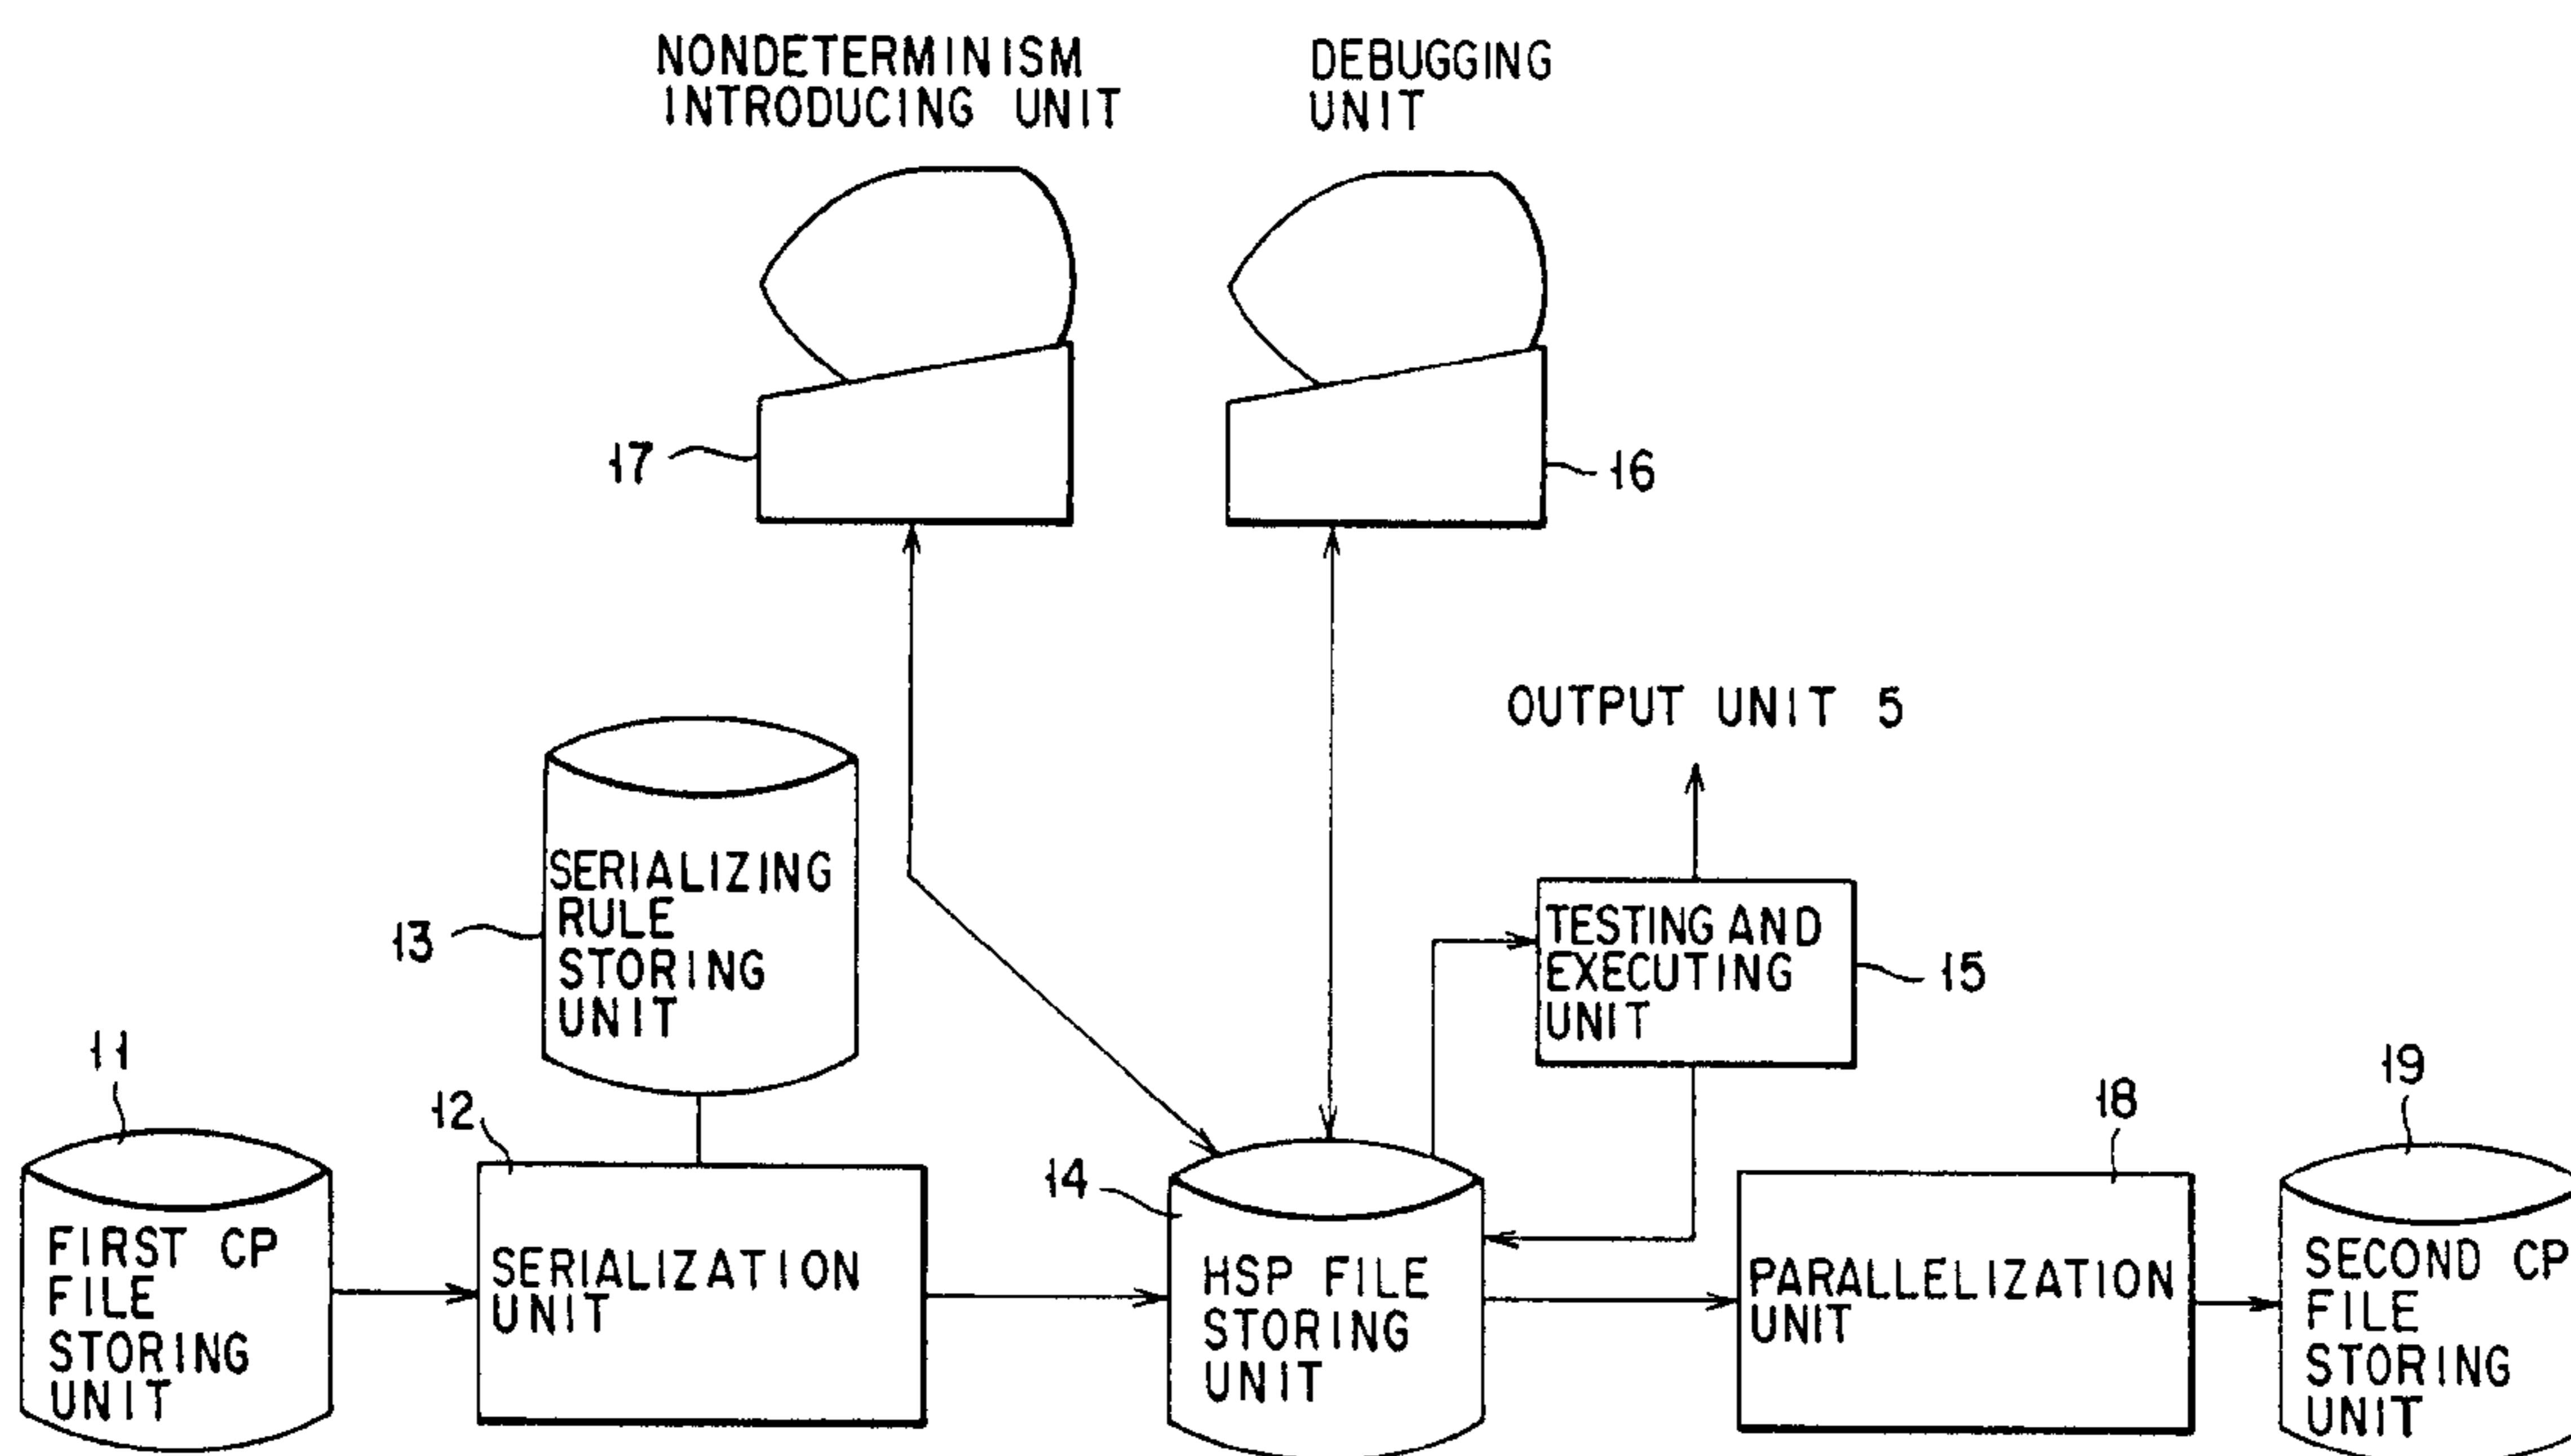 NONDETERMINISM
INTRODUCING UNIT
DEBUGGING
UNIT
17
16
OUTPUT UNIT 5
SERIALIZING
RULE
STORING
UNIT
13
TESTING AND
EXECUTING
UNIT
15
11
12
14
18
19
FIRST CP
FILE
STORING
UNIT
SERIALIZATION
UNIT
HSP FILE
STORING
UNIT
PARALLELIZATION
UNIT
SECOND CP
FILE
STORING
UNIT